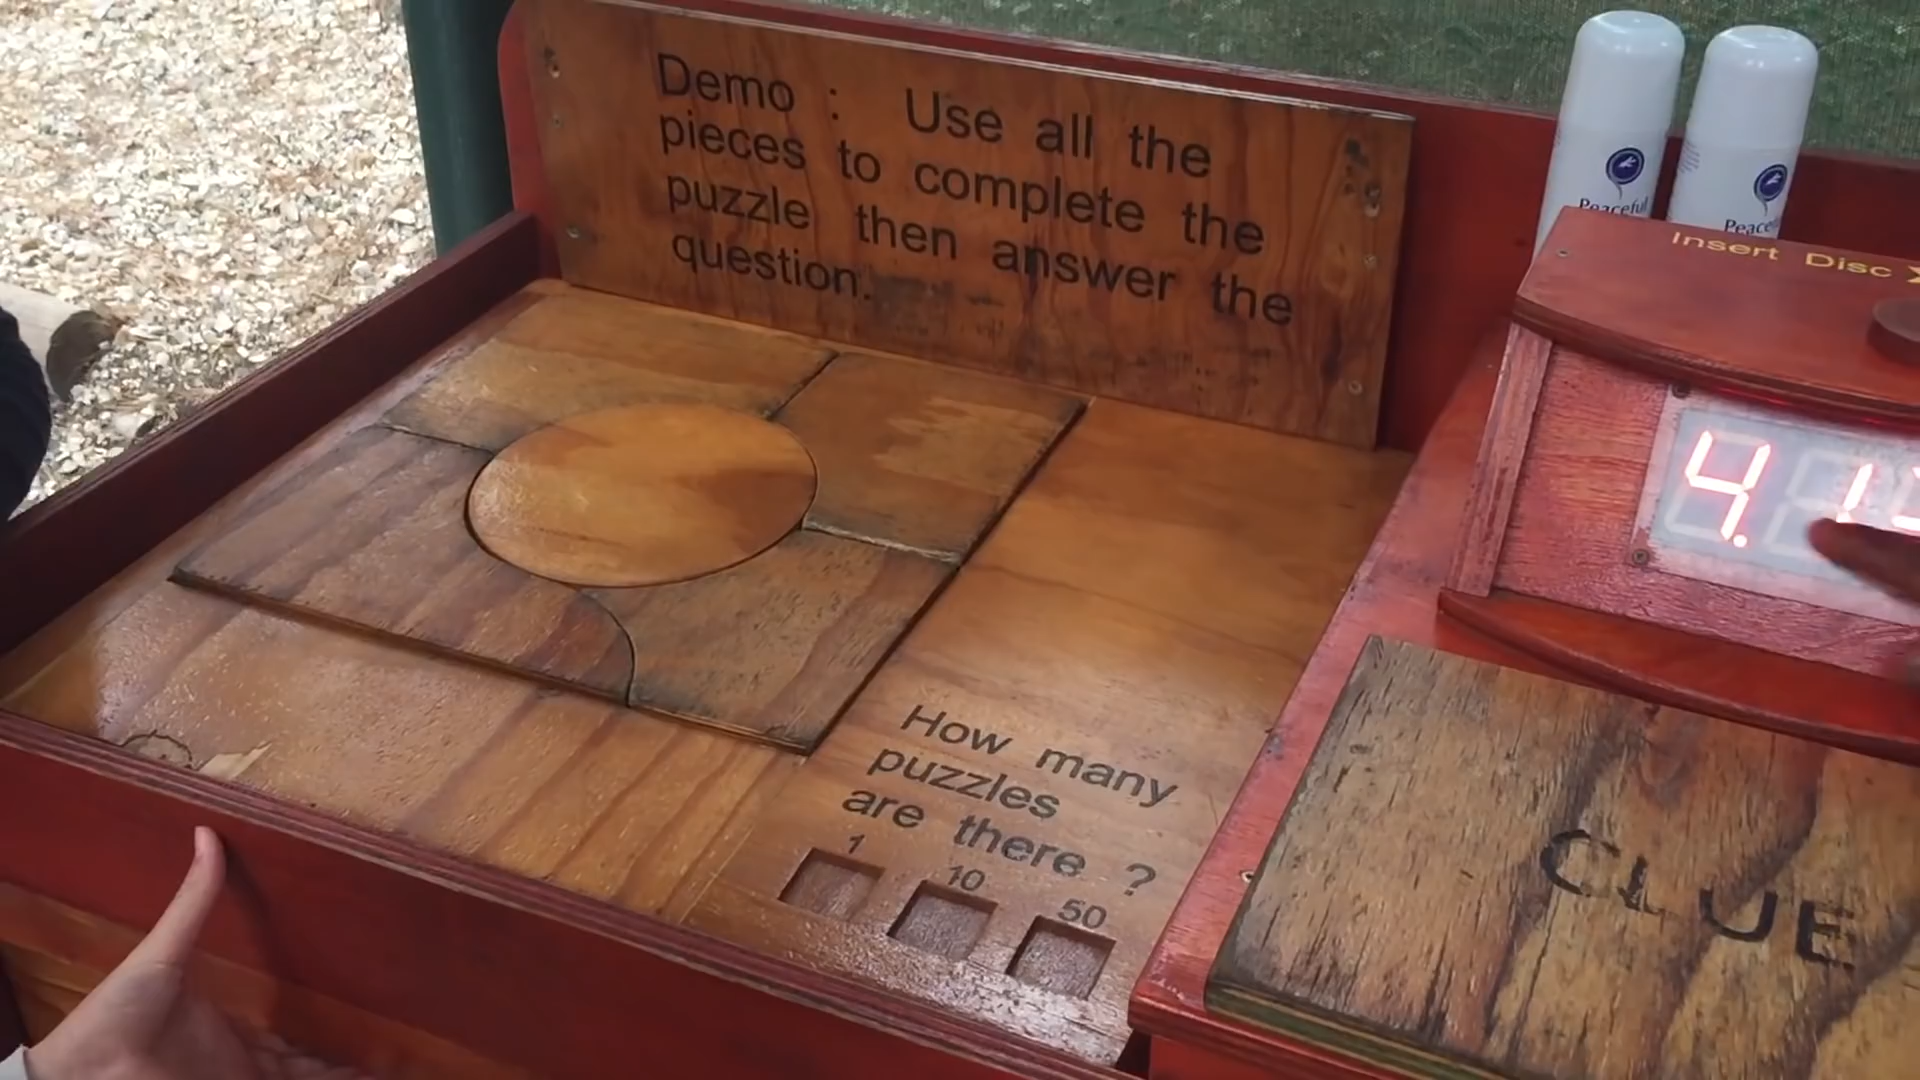 Demo : Use all the
pieces to complete the
puzzle then answer the
question.
Peaceful
Insert Disc
How many
puzzles
are there ?
1
10
50
CLUE